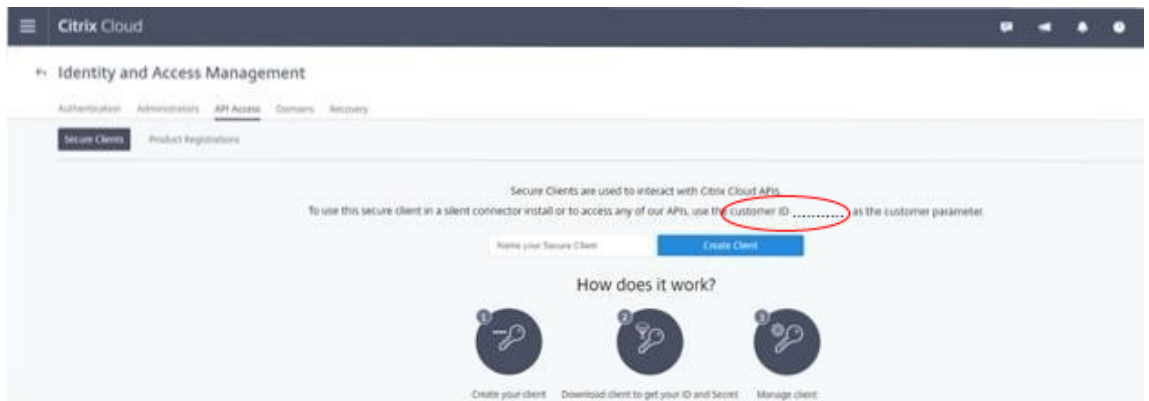 Citrix Cloud
Identity and Access Management
Authentication Administrators API Access Domains Recovery
Secure Clients Product Registrations
Secure Clients are used to interact with Citrix Cloud APIs.
To use this secure client in a silent connector install or to access any of our APIs, use the customer ID ........... as the customer parameter.
Name your Secure Client Create Client
How does it work?
1 2 3
Create your client Download client to get your ID and Secret Manage client